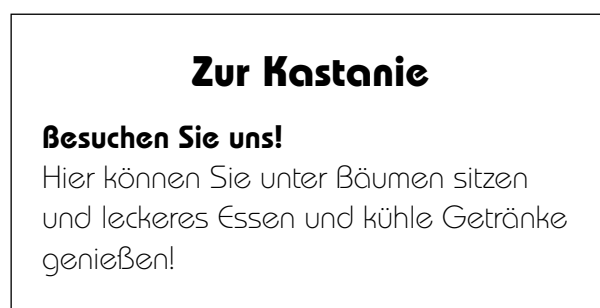 Zur Kastanie
Besuchen Sie uns!
Hier können Sie unter Bäumen sitzen
und leckeres Essen und kühle Getränke
genießen!